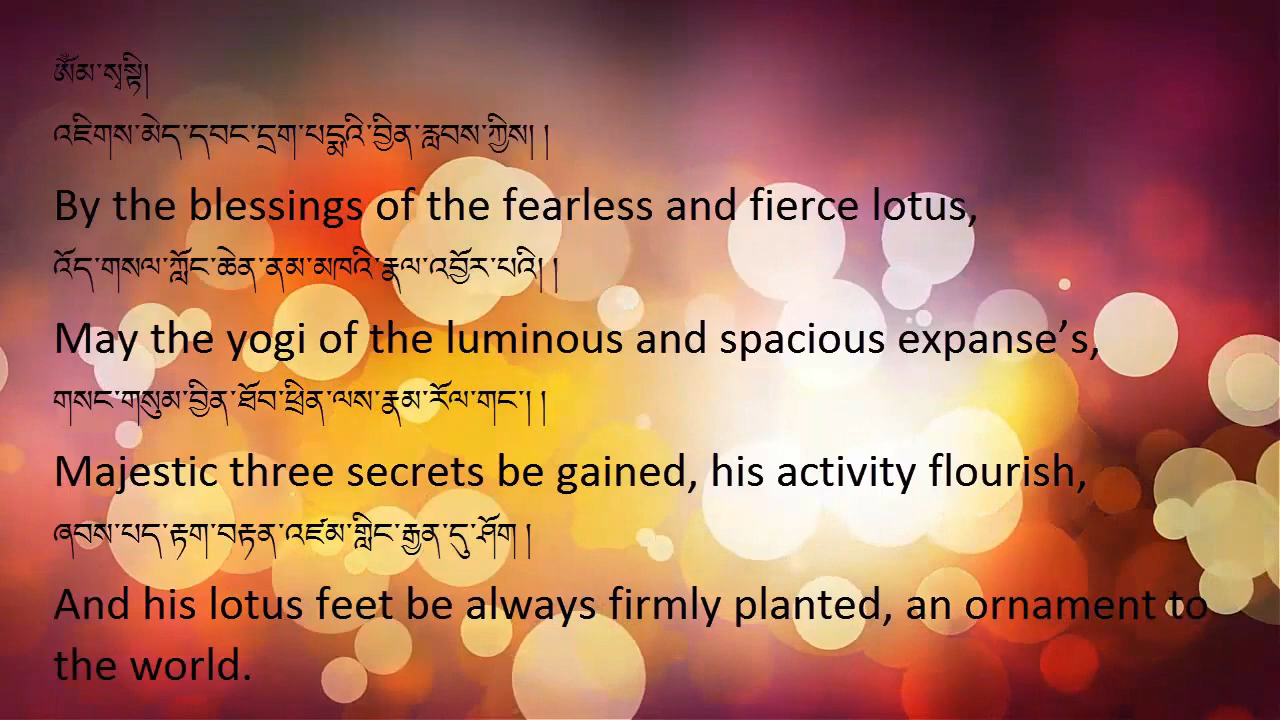 ཨོཾམ་སྭསྟི།
འཇིགས་མེད་དབང་དྲག་པདྨའི་བྱིན་རླབས་ཀྱིས། །
By the blessings of the fearless and fierce lotus,
འོད་གསལ་ཀློང་ཆེན་ནམ་མཁའི་རྣལ་འབྱོར་པའི། །
May the yogi of the luminous and spacious expanse’s,
གསང་གསུམ་བྱིན་ཐོབ་ཕྲིན་ལས་རྣམ་རོལ་གང་། །
Majestic three secrets be gained, his activity flourish,
ཞབས་པད་རྟག་བརྟན་འཛམ་གླིང་རྒྱན་དུ་ཤོག །
And his lotus feet be always firmly planted, an ornament to
the world.